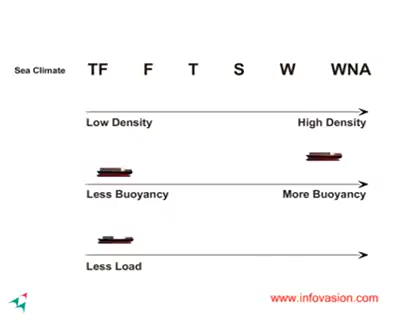 Sea Climate TF F T S W WNA
Low Density High Density
Less Buoyancy More Buoyancy
Less Load
www.infovasion.com